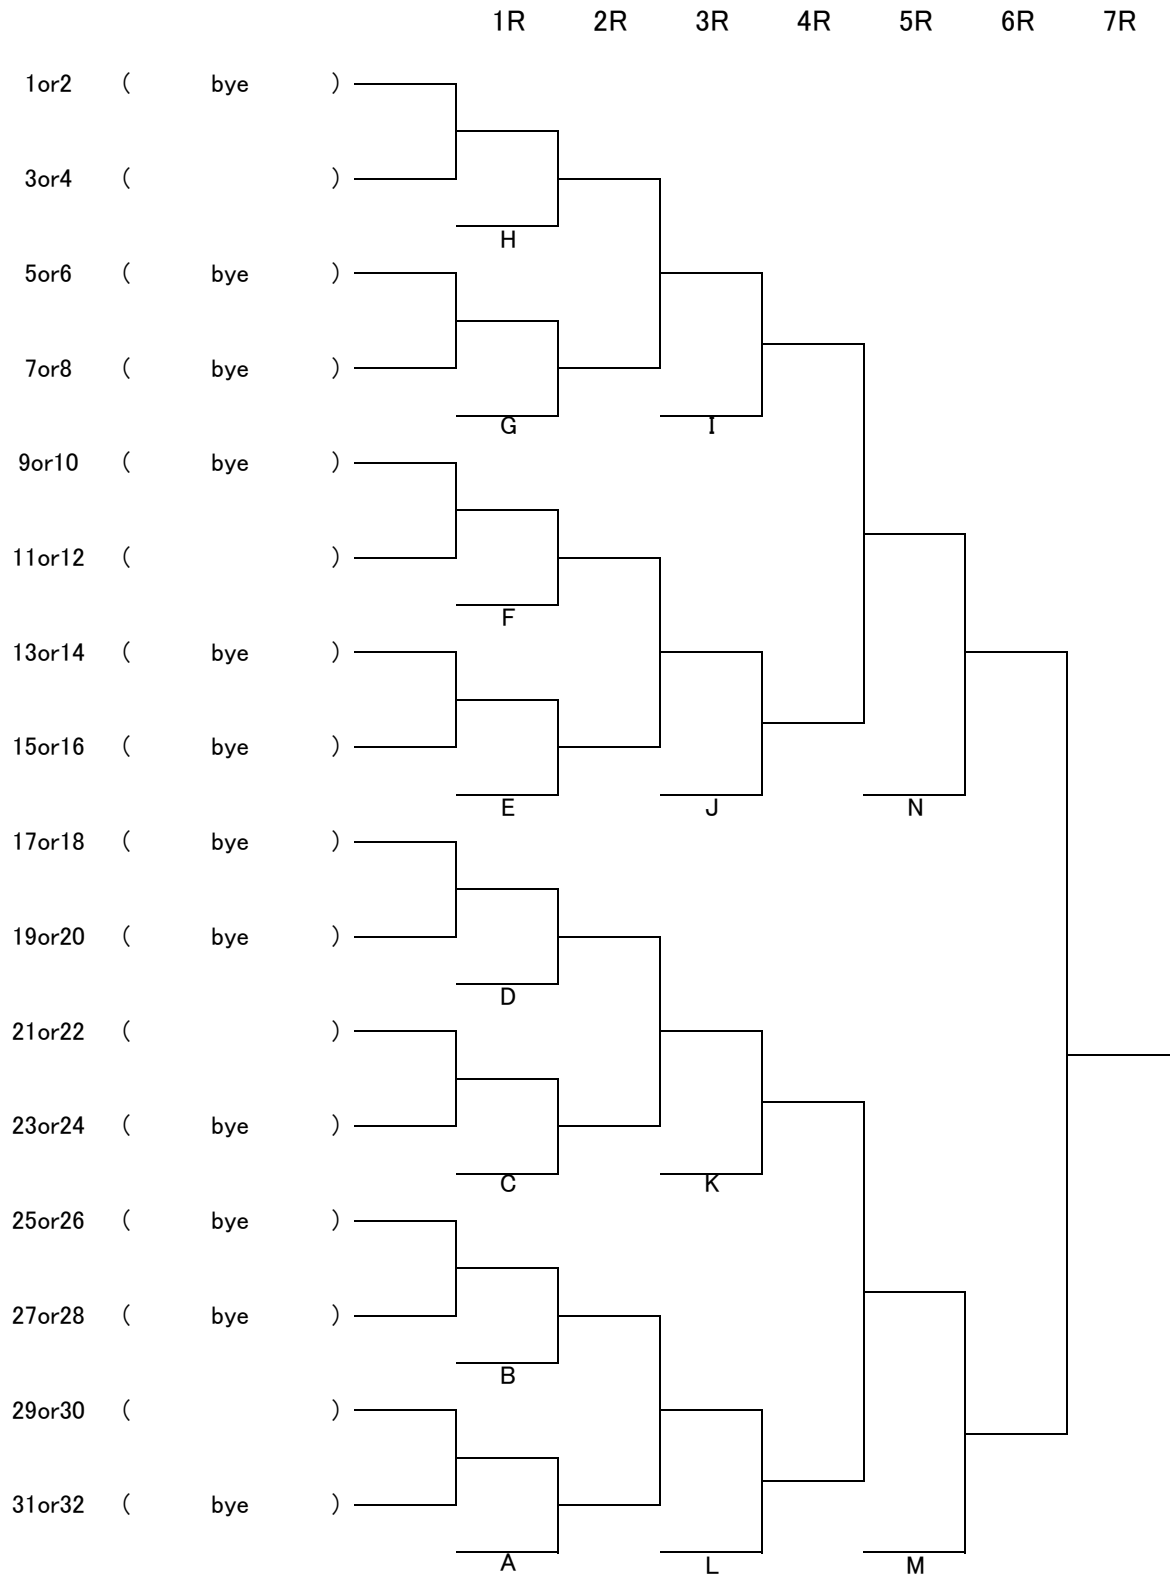 1R 2R 3R 4R 5R 6R 7R
1or2 ( bye )
3or4 ( )
H
5or6 ( bye )
7or8 ( bye )
G I
9or10 ( bye )
11or12 ( )
F
13or14 ( bye )
15or16 ( bye )
E J N
17or18 ( bye )
19or20 ( bye )
D
21or22 ( )
23or24 ( bye )
C K
25or26 ( bye )
27or28 ( bye )
B
29or30 ( )
31or32 ( bye )
A L M